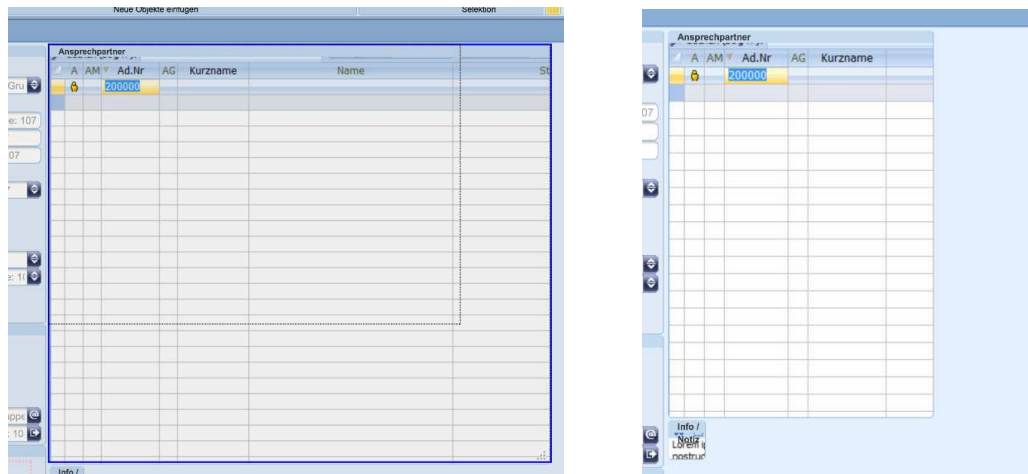 Neue Objekte einfügen
Selektion
Ansprechpartner
A AM Ad.Nr AG Kurzname Name St
200000
Gru
e: 107
07
e: 10
ppe @
: 10
Info /
Ansprechpartner
A AM Ad.Nr AG Kurzname
200000
07
@
Info /
Notiz
Lorem i
nostrud